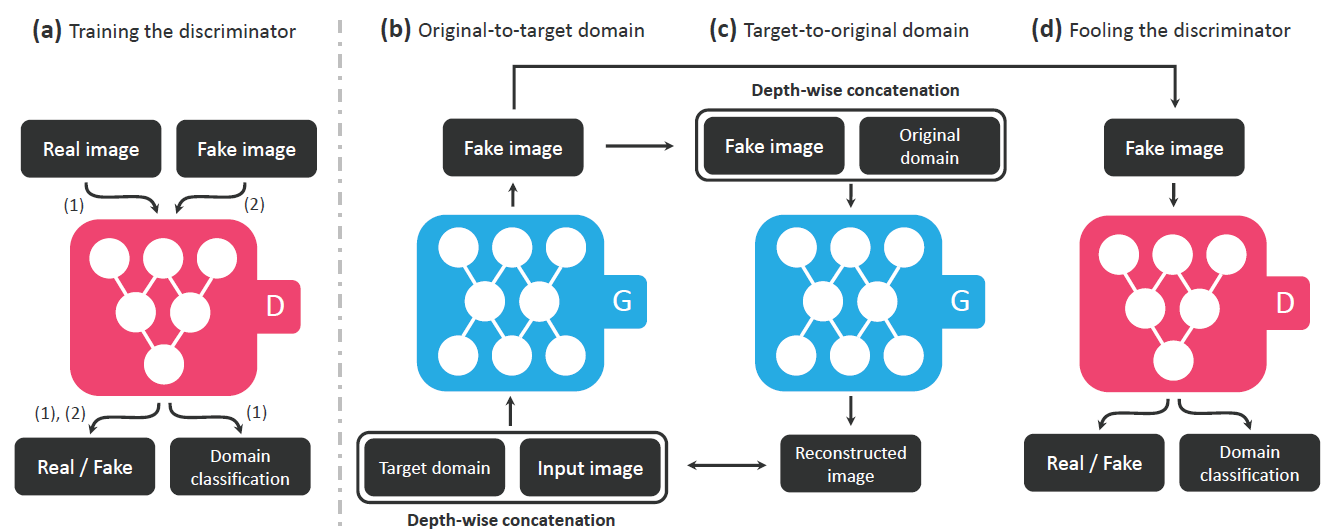 (a) Training the discriminator
(b) Original-to-target domain
(c) Target-to-original domain
(d) Fooling the discriminator
Real image
Fake image
(1)
(2)
D
(1), (2)
(1)
Real / Fake
Domain
classification
Fake image
G
Target domain
Input image
Depth-wise concatenation
Depth-wise concatenation
Fake image
Original
domain
G
Reconstructed
image
Fake image
D
Real / Fake
Domain
classification